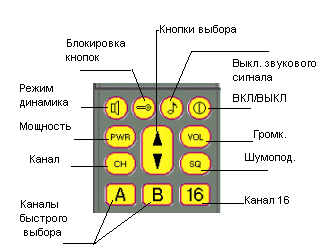 Кнопки выбора
Блокировка
кнопок
Выкл. звукового
сигнала
Режим
динамика
ВКЛ/ВЫКЛ
Мощность
PWR
VOL
Громк.
Канал
CH
SQ
Шумопод.
Каналы
быстрого
выбора
A
B
16
Канал 16